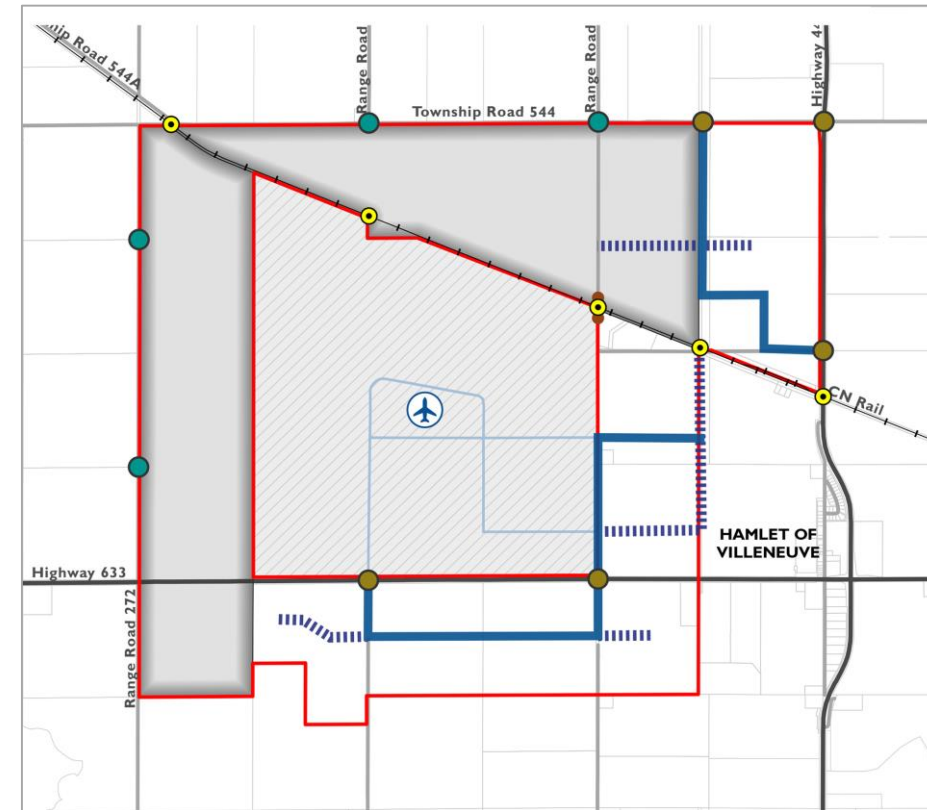 ship Road 544A
Range Road
Range Road
Highway 44
Township Road 544
CN Rail
HAMLET OF
VILLENEUVE
Highway 633
Range Road 272